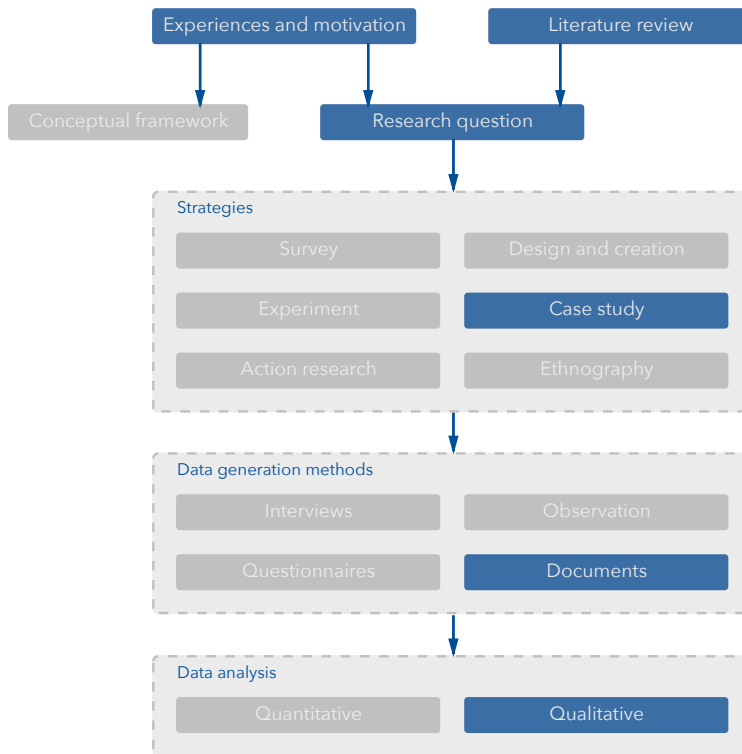 Experiences and motivation
Literature review
Conceptual framework
Research question
Strategies
Survey
Design and creation
Experiment
Case study
Action research
Ethnography
Data generation methods
Interviews
Observation
Questionnaires
Documents
Data analysis
Quantitative
Qualitative